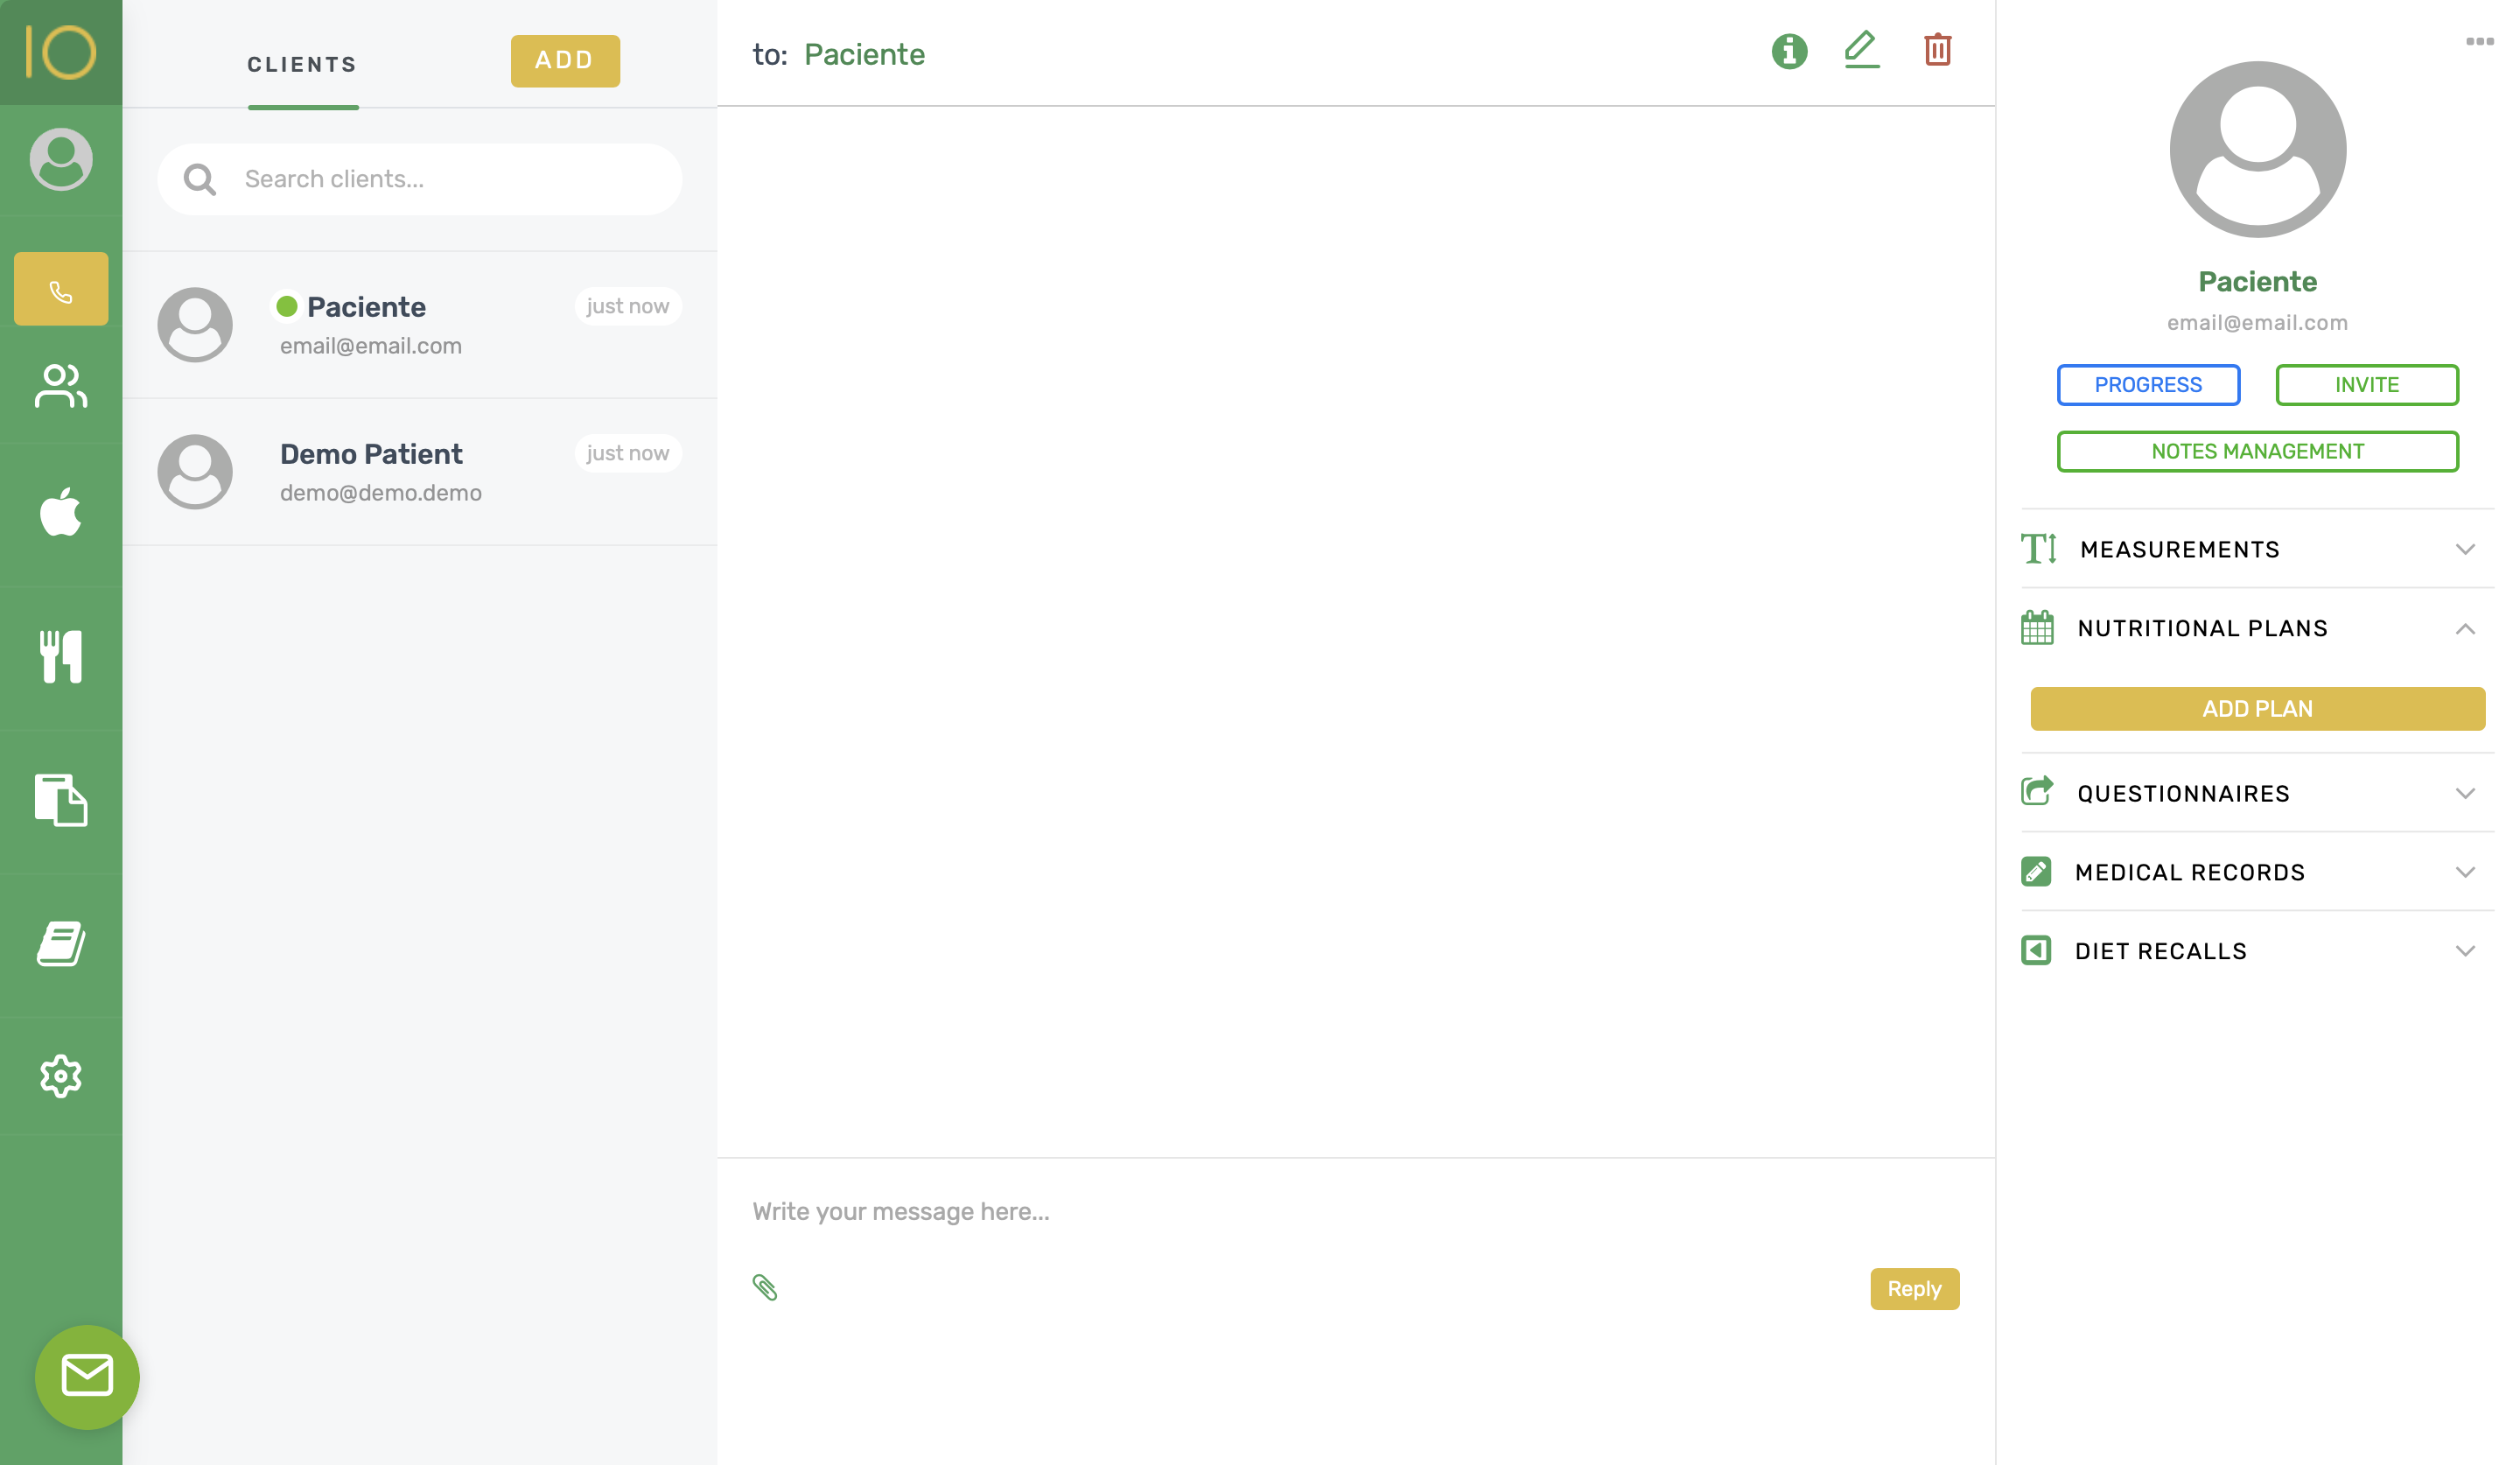 IO
CLIENTS
ADD
Search clients...
Paciente
just now
email@email.com
Demo Patient
just now
demo@demo.demo
to: Paciente
Write your message here...
Reply
Paciente
email@email.com
PROGRESS
INVITE
NOTES MANAGEMENT
MEASUREMENTS
NUTRITIONAL PLANS
ADD PLAN
QUESTIONNAIRES
MEDICAL RECORDS
DIET RECALLS